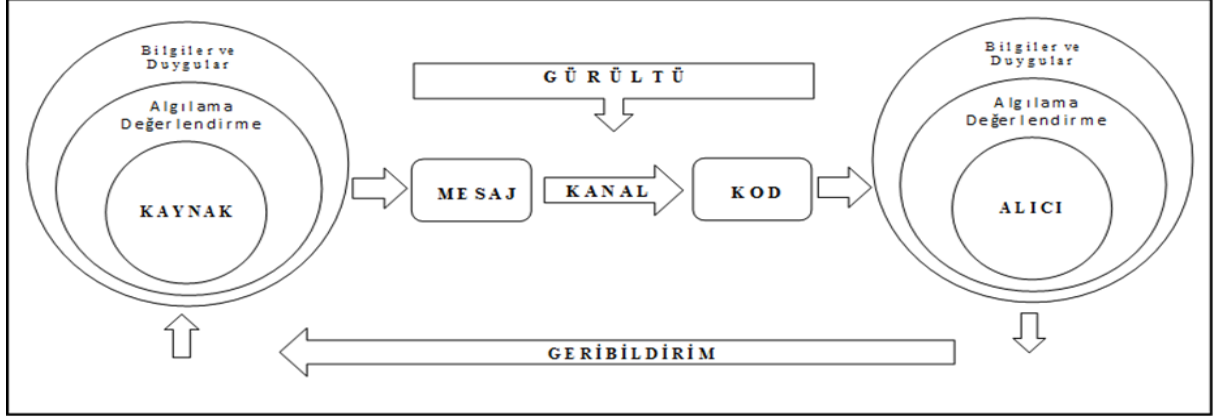 Bilgiler ve
Duygular
Algılama
Değerlendirme
KAYNAK
GÜRÜLTÜ
MESAJ
KANAL
KOD
Bilgiler ve
Duygular
Algılama
Değerlendirme
ALICI
GERİBİLDİRİM